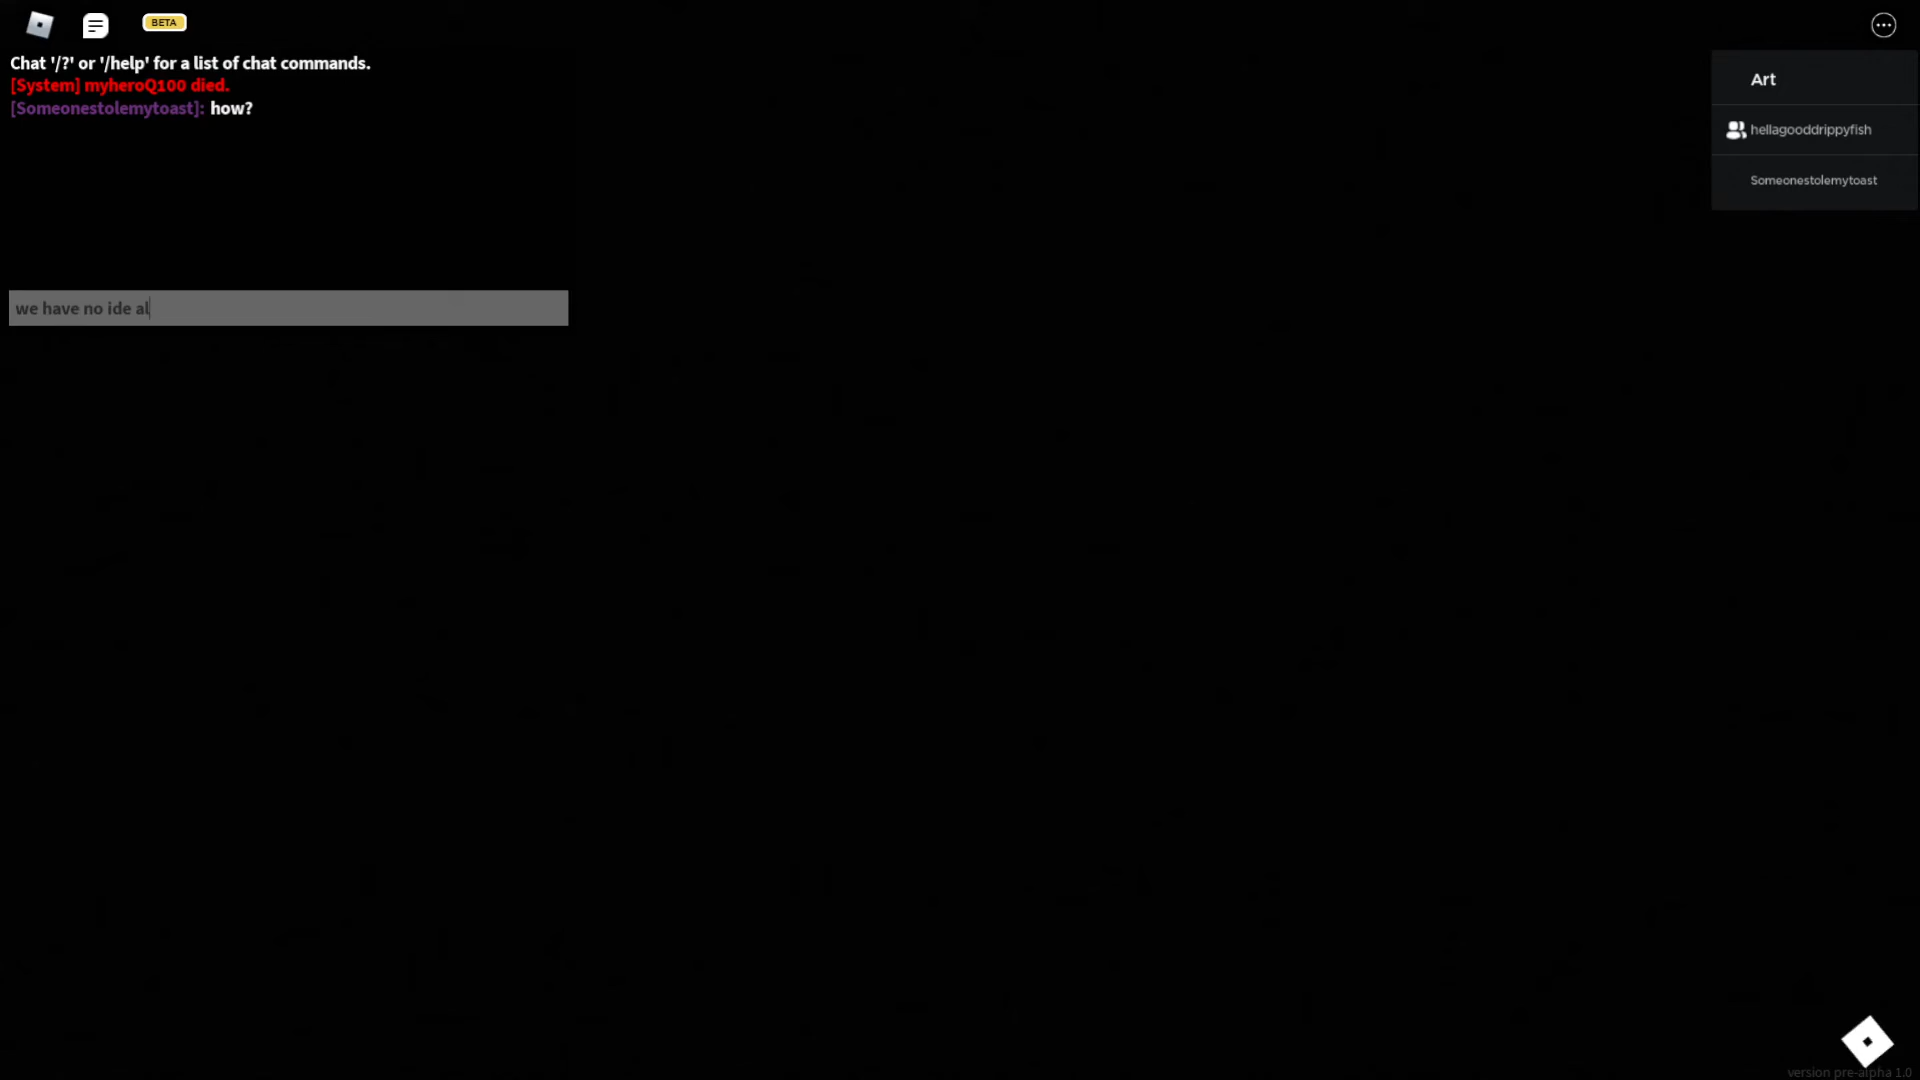 BETA
Chat '/?' or '/help' for a list of chat commands.
[System] myheroQ100 died.
[Someonestolemytoast]: how?
we have no ide al
Art
hellagooddrippyfish
Someonestolemytoast
version pre-alpha 1.0